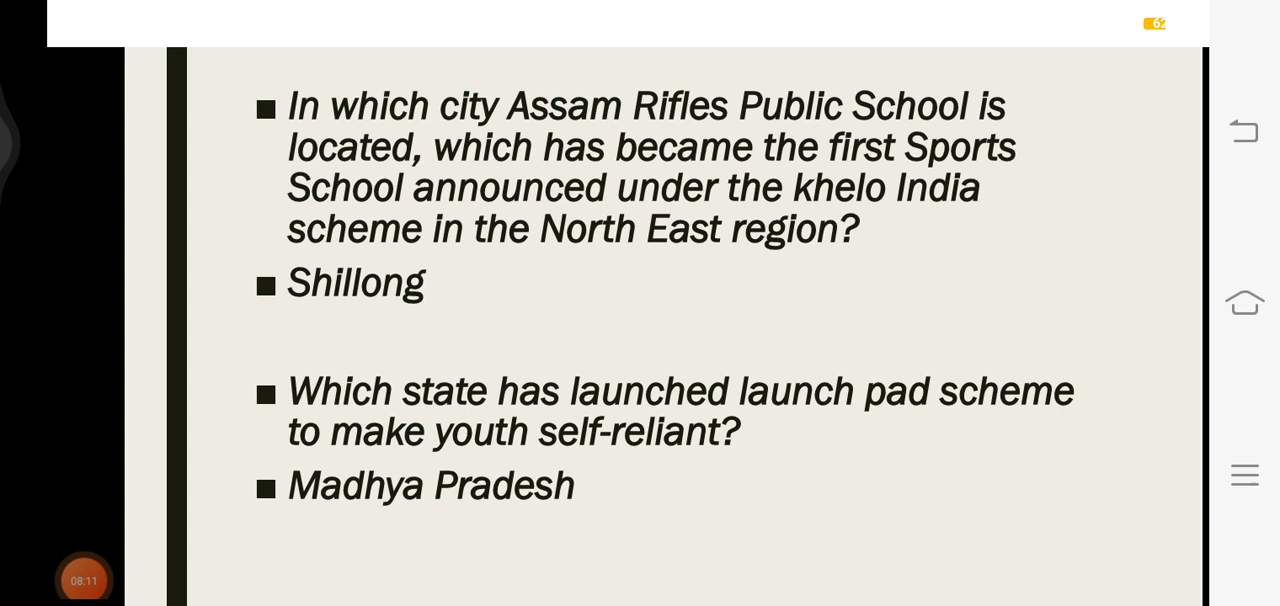 62
In which city Assam Rifles Public School is
located, which has became the first Sports
School announced under the khelo India
scheme in the North East region?
Shillong
Which state has launched launch pad scheme
to make youth self-reliant?
Madhya Pradesh
08:11